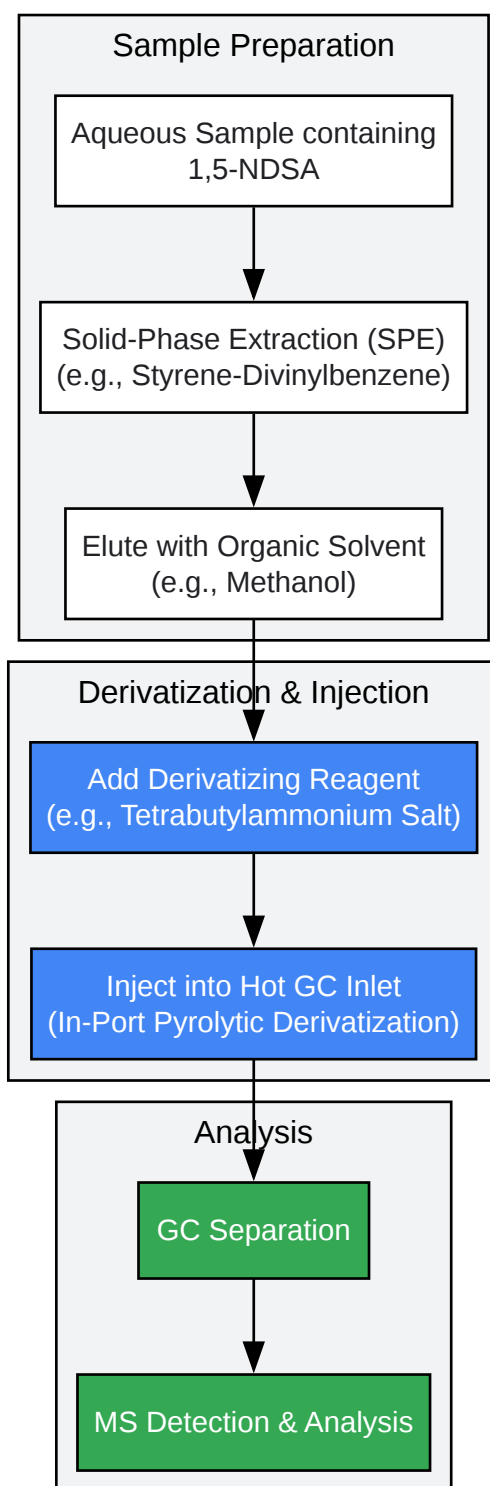 Sample Preparation
Aqueous Sample containing
1,5-NDSA
Solid-Phase Extraction (SPE)
(e.g., Styrene-Divinylbenzene)
Elute with Organic Solvent
(e.g., Methanol)
Derivatization & Injection
Add Derivatizing Reagent
(e.g., Tetrabutylammonium Salt)
Inject into Hot GC Inlet
(In-Port Pyrolytic Derivatization)
Analysis
GC Separation
MS Detection & Analysis